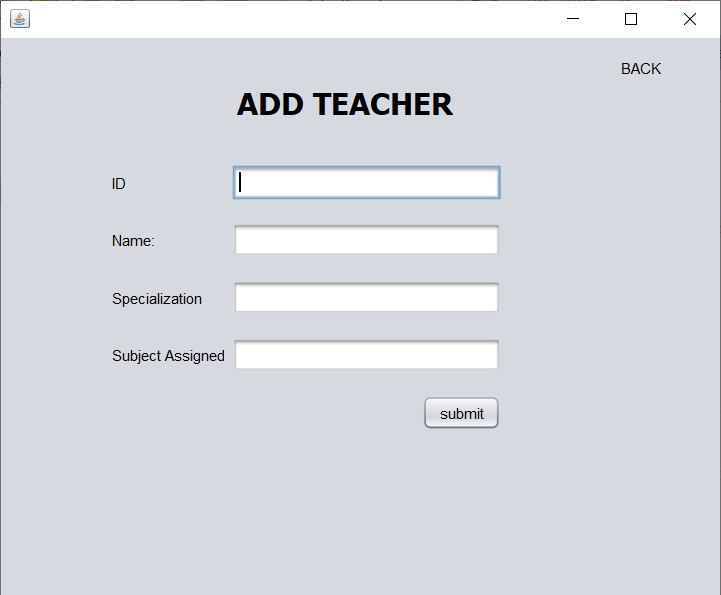 BACK
ADD TEACHER
ID
Name:
Specialization
Subject Assigned
submit